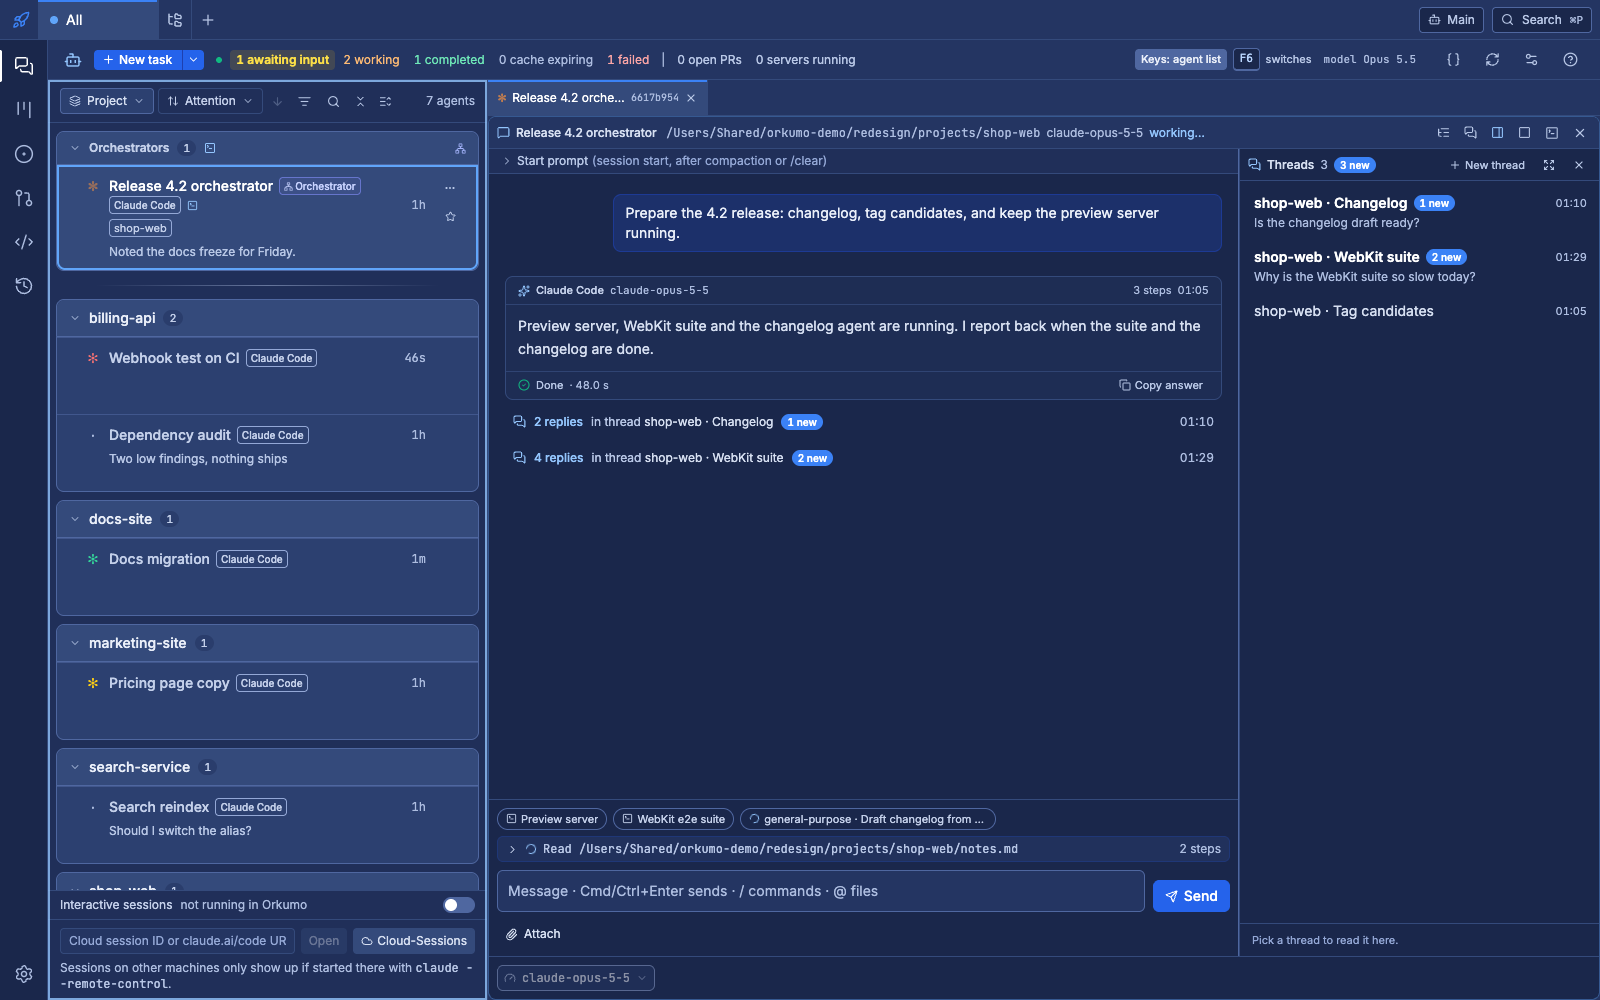 All
Main
Search ⌘P
New task
1 awaiting input
2 working
1 completed
0 cache expiring
1 failed
0 open PRs
0 servers running
Keys: agent list
F6
switches
model Opus 5.5
Project
Attention
7 agents
Orchestrators 1
Release 4.2 orchestrator
Orchestrator
Claude Code
1h
shop-web
Noted the docs freeze for Friday.
billing-api 2
Webhook test on CI Claude Code 46s
Dependency audit Claude Code 1h
Two low findings, nothing ships
docs-site 1
Docs migration Claude Code 1m
marketing-site 1
Pricing page copy Claude Code 1h
search-service 1
Search reindex Claude Code 1h
Should I switch the alias?
shop-web 1
Interactive sessions not running in Orkumo
Cloud session ID or claude.ai/code UR
Open
Cloud-Sessions
Sessions on other machines only show up if started there with claude -
-remote-control.
Release 4.2 orche... 6617b954
Release 4.2 orchestrator /Users/Shared/orkumo-demo/redesign/projects/shop-web claude-opus-5-5 working...
Start prompt (session start, after compaction or /clear)
Prepare the 4.2 release: changelog, tag candidates, and keep the preview server
running.
Claude Code claude-opus-5-5 3 steps 01:05
Preview server, WebKit suite and the changelog agent are running. I report back when the suite and the
changelog are done.
Done · 48.0 s
Copy answer
2 replies in thread shop-web · Changelog 1 new 01:10
4 replies in thread shop-web · WebKit suite 2 new 01:29
Preview server
WebKit e2e suite
general-purpose · Draft changelog from ...
Read /Users/Shared/orkumo-demo/redesign/projects/shop-web/notes.md 2 steps
Message · Cmd/Ctrl+Enter sends · / commands · @ files
Send
Attach
claude-opus-5-5
Threads 3 3 new
New thread
shop-web · Changelog 1 new 01:10
Is the changelog draft ready?
shop-web · WebKit suite 2 new 01:29
Why is the WebKit suite so slow today?
shop-web · Tag candidates 01:05
Pick a thread to read it here.